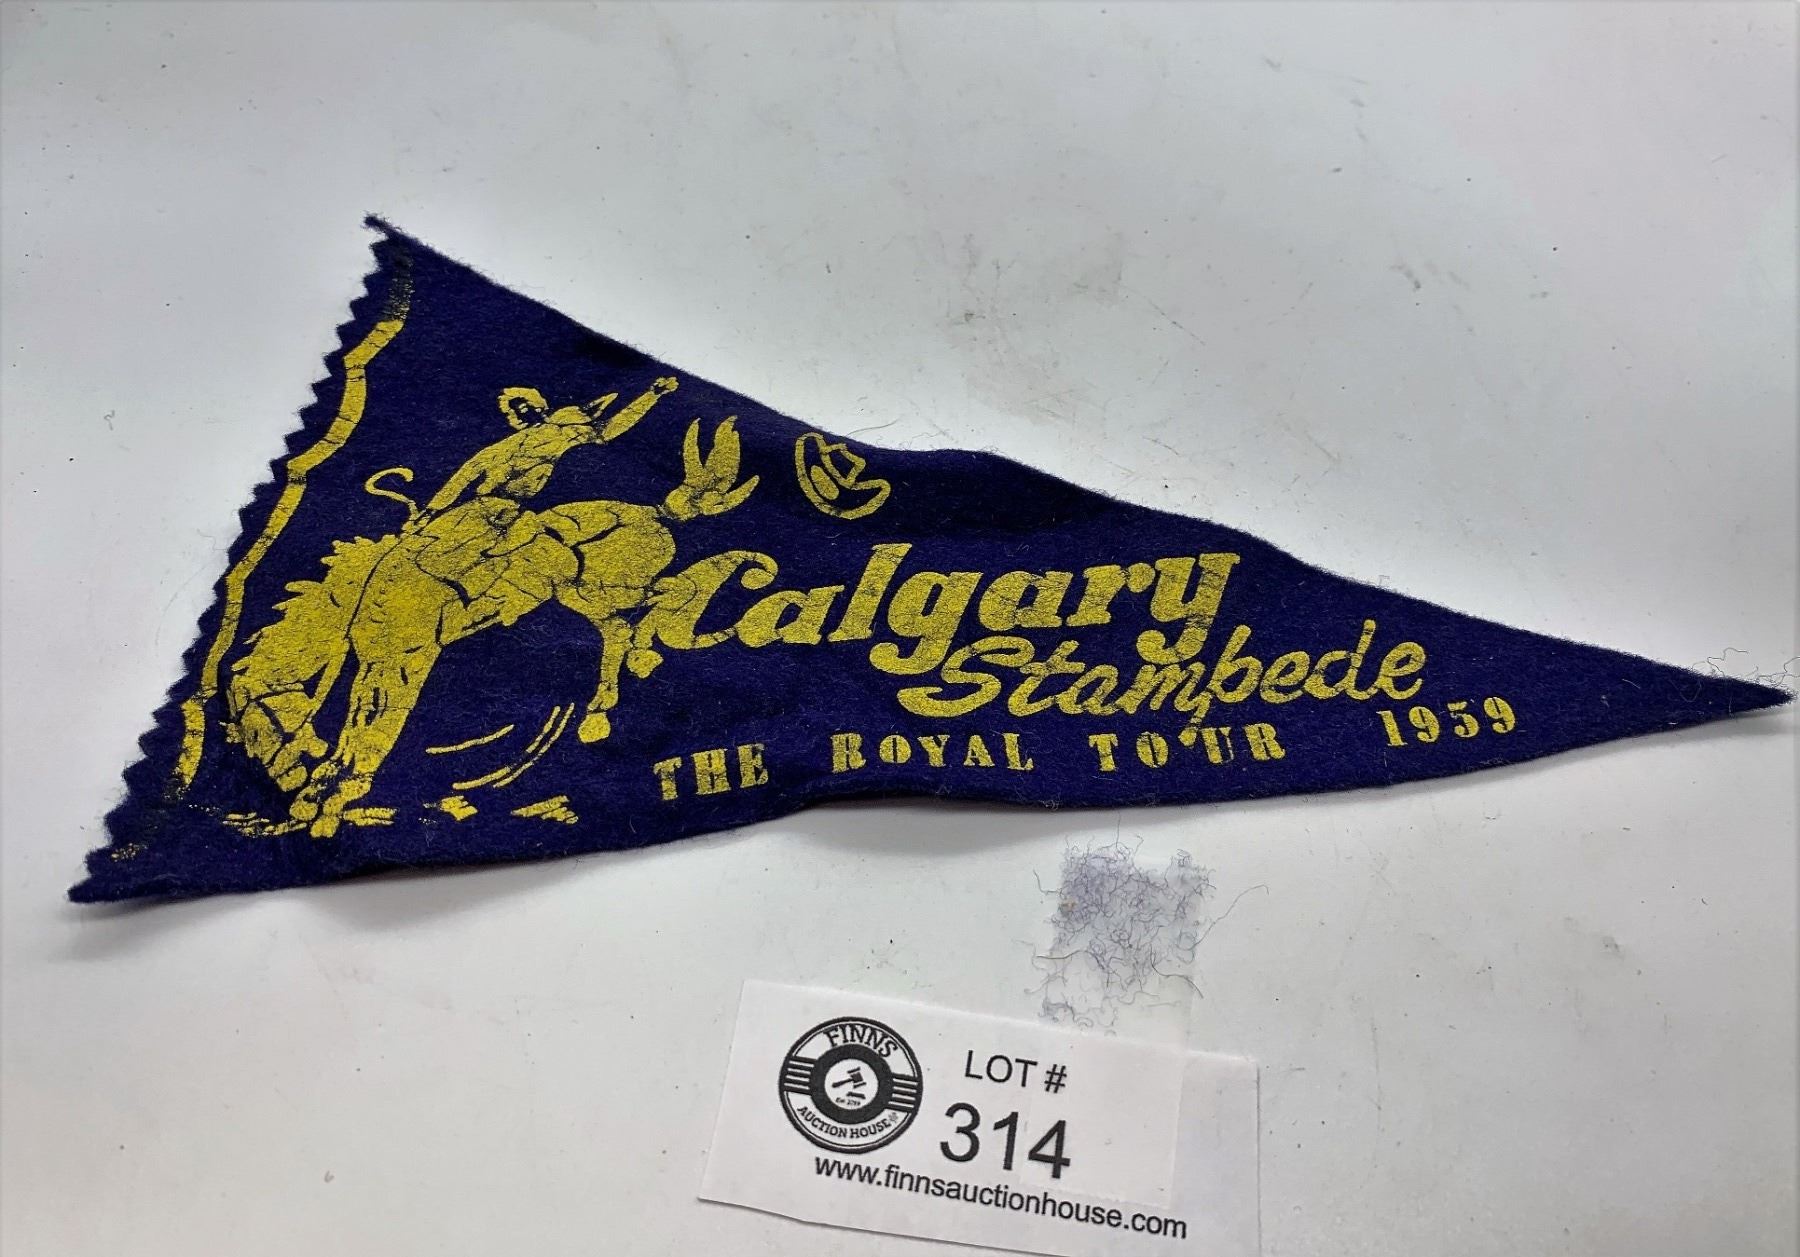 Calgary
Stampede
THE ROYAL TOUR 1959
FINNS
AUCTION HOUSE
LOT #
314
www.finnsauctionhouse.com